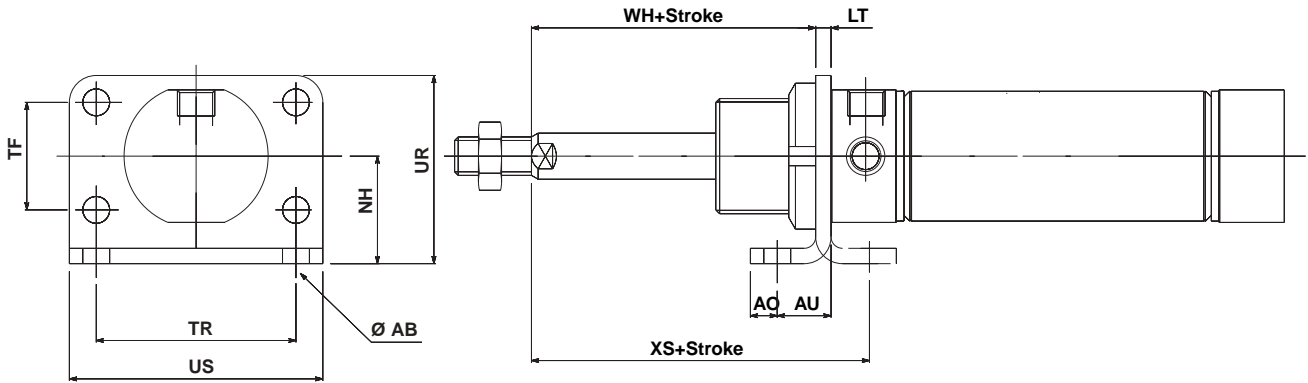 WH+Stroke
LT
TF
UR
NH
AO
AU
TR
Ø AB
XS+Stroke
US